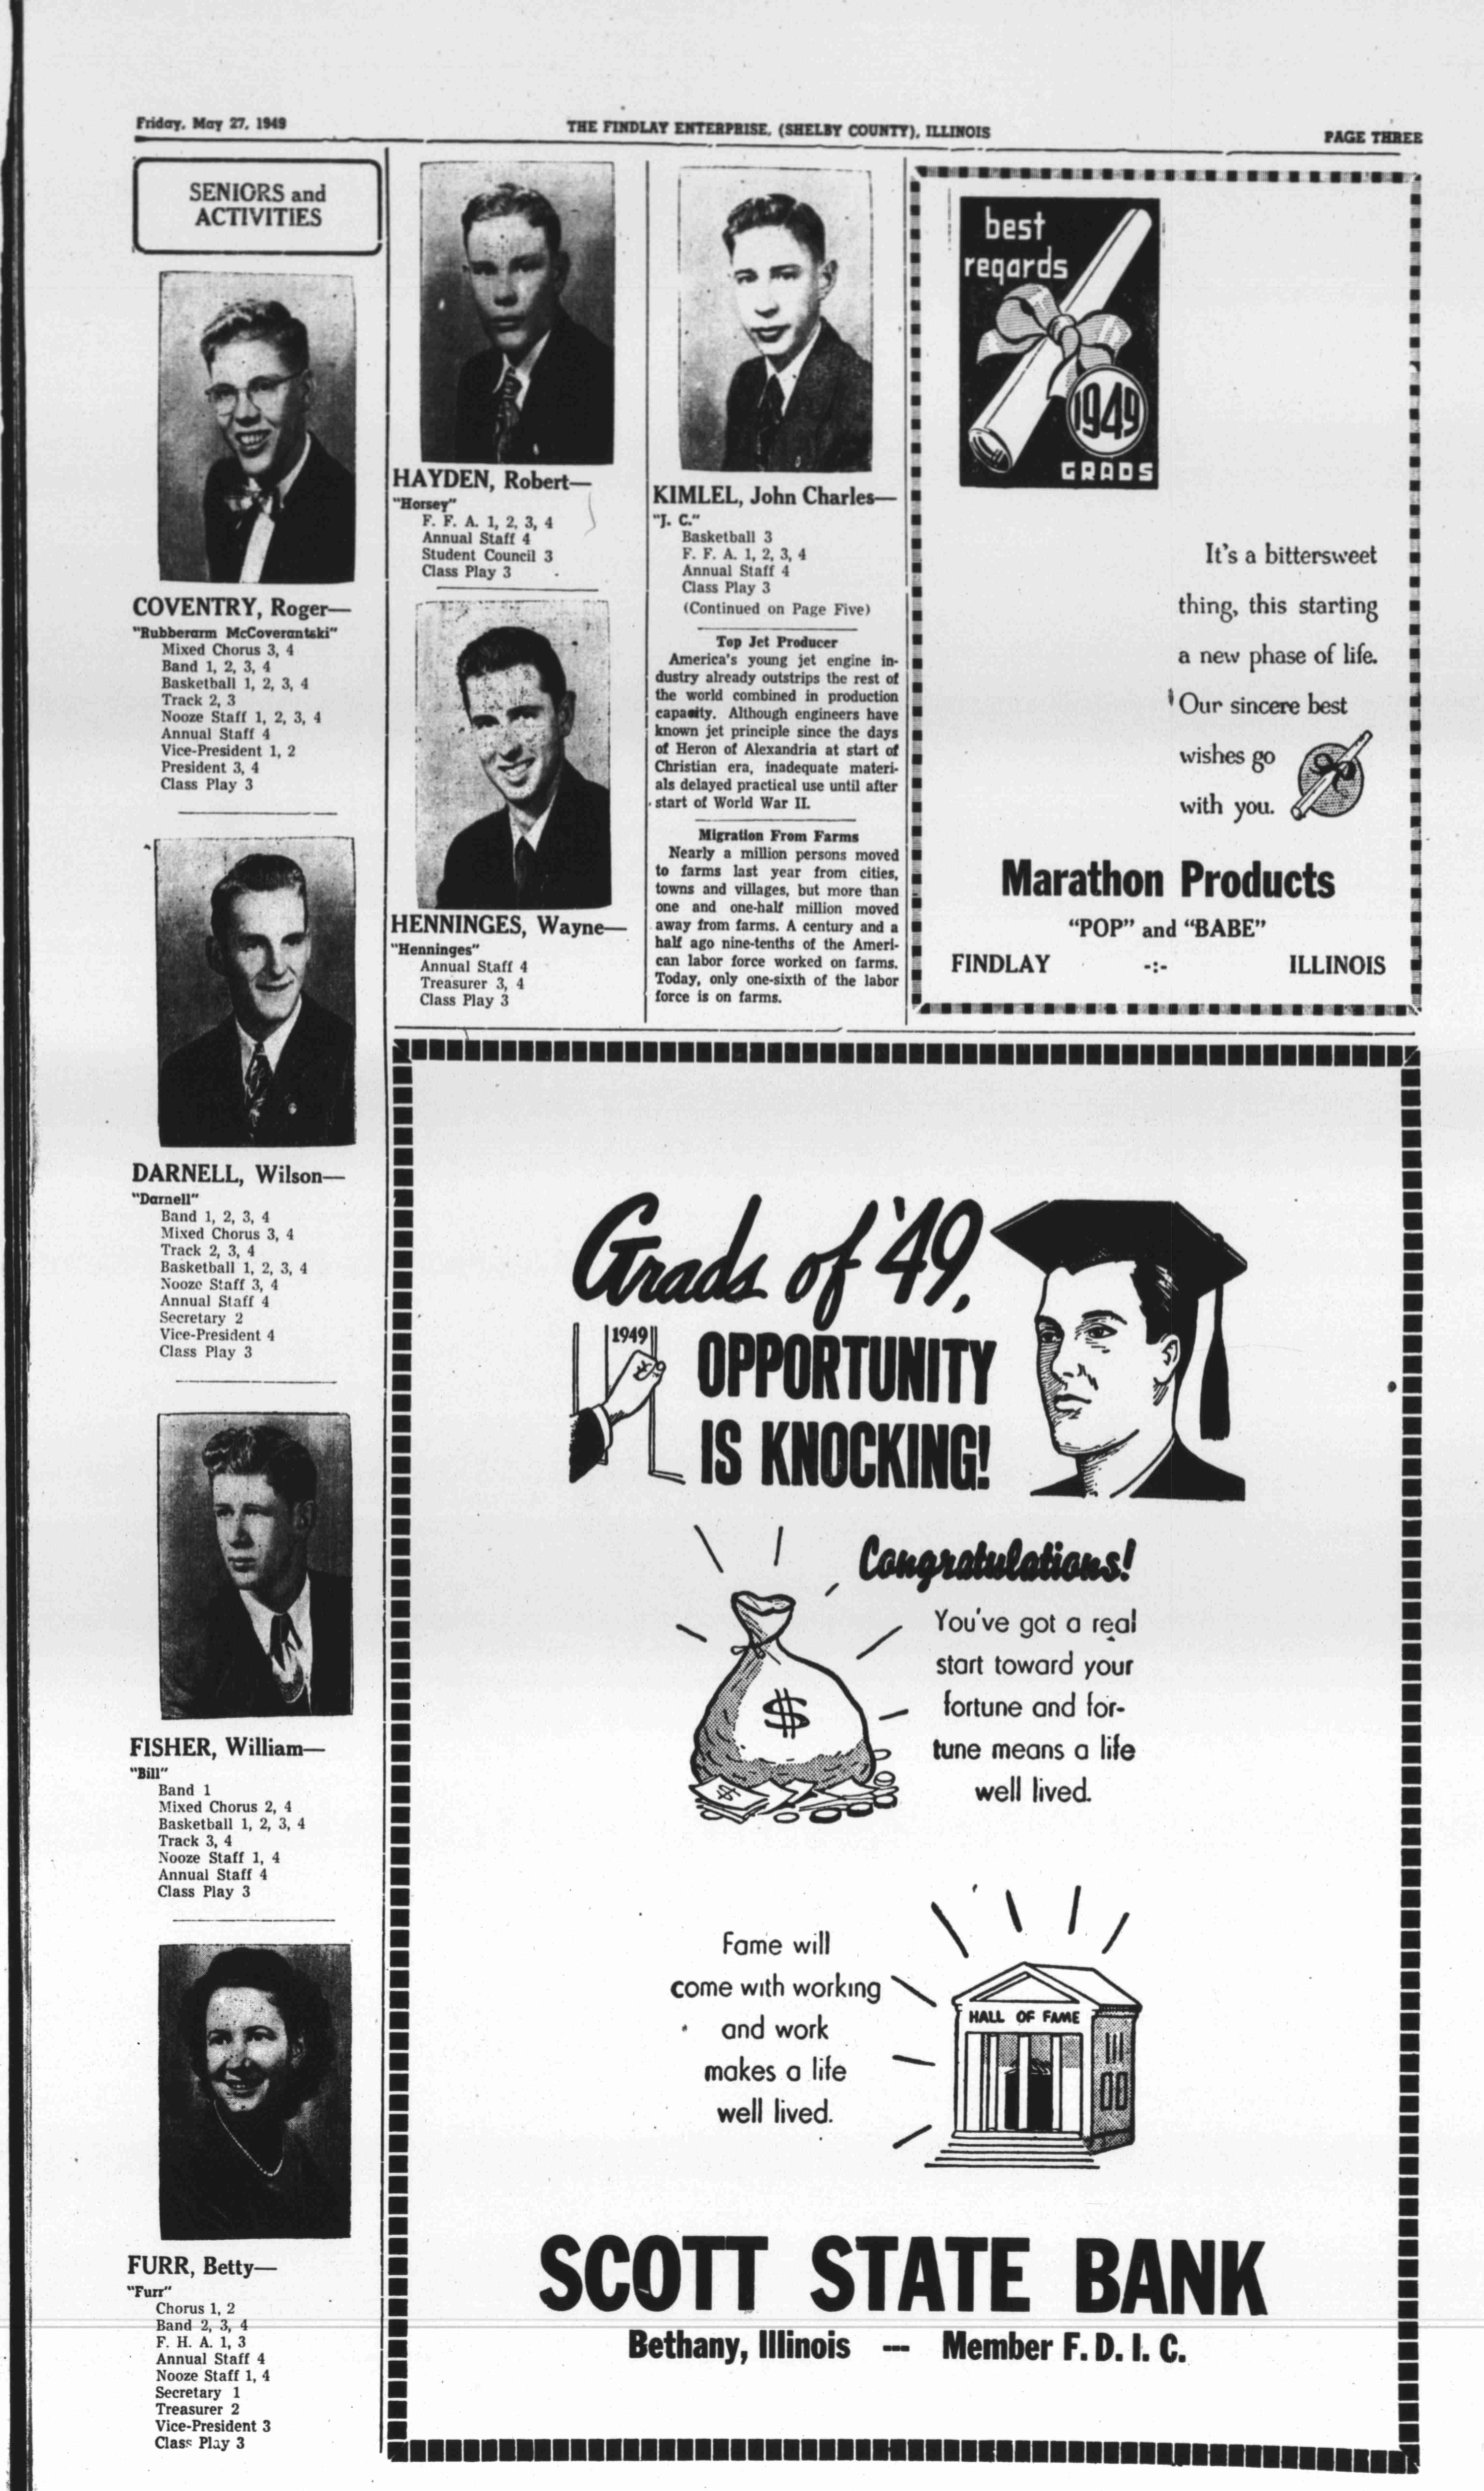 Friday, May 27, 1949
THE FINDLAY ENTERPRISE, (SHELBY COUNTY), ILLINOIS
PAGE THREE
SENIORS and
ACTIVITIES
COVENTRY, Roger—
"Rubberarm McCoverantski"
Mixed Chorus 3, 4
Band 1, 2, 3, 4
Basketball 1, 2, 3, 4
Track 2, 3
Nooze Staff 1, 2, 3, 4
Annual Staff 4
Vice-President 1, 2
President 3, 4
Class Play 3
DARNELL, Wilson—
"Darnell"
Band 1, 2, 3, 4
Mixed Chorus 3, 4
Track 2, 3, 4
Basketball 1, 2, 3, 4
Nooze Staff 3, 4
Annual Staff 4
Secretary 2
Vice-President 4
Class Play 3
FISHER, William—
"Bill"
Band 1
Mixed Chorus 2, 4
Basketball 1, 2, 3, 4
Track 3, 4
Nooze Staff 1, 4
Annual Staff 4
Class Play 3
FURR, Betty—
"Furr"
Chorus 1, 2
Band 2, 3, 4
F. H. A. 1, 3
Annual Staff 4
Nooze Staff 1, 4
Secretary 1
Treasurer 2
Vice-President 3
Class Play 3
HAYDEN, Robert—
"Horsey"
F. F. A. 1, 2, 3, 4
Annual Staff 4
Student Council 3
Class Play 3
HENNINGES, Wayne—
"Henninges"
Annual Staff 4
Treasurer 3, 4
Class Play 3
KIMLEL, John Charles—
"J. C."
Basketball 3
F. F. A. 1, 2, 3, 4
Annual Staff 4
Class Play 3
(Continued on Page Five)
Top Jet Producer
America's young jet engine in-
dustry already outstrips the rest of
the world combined in production
capacity. Although engineers have
known jet principle since the days
of Heron of Alexandria at start of
Christian era, inadequate materi-
als delayed practical use until after
start of World War II.
Migration From Farms
Nearly a million persons moved
to farms last year from cities,
towns and villages, but more than
one and one-half million moved
away from farms. A century and a
half ago nine-tenths of the Ameri-
can labor force worked on farms.
Today, only one-sixth of the labor
force is on farms.
best
regards
1949
GRADS
It's a bittersweet
thing, this starting
a new phase of life.
Our sincere best
wishes go
with you.
Marathon Products
"POP" and "BABE"
FINDLAY -:- ILLINOIS
Grads of '49,
1949
OPPORTUNITY
IS KNOCKING!
Congratulations!
You've got a real
start toward your
fortune and for-
tune means a life
well lived.
$
$
Fame will
come with working
and work
makes a life
well lived.
HALL OF FAME
SCOTT STATE BANK
Bethany, Illinois --- Member F. D. I. C.